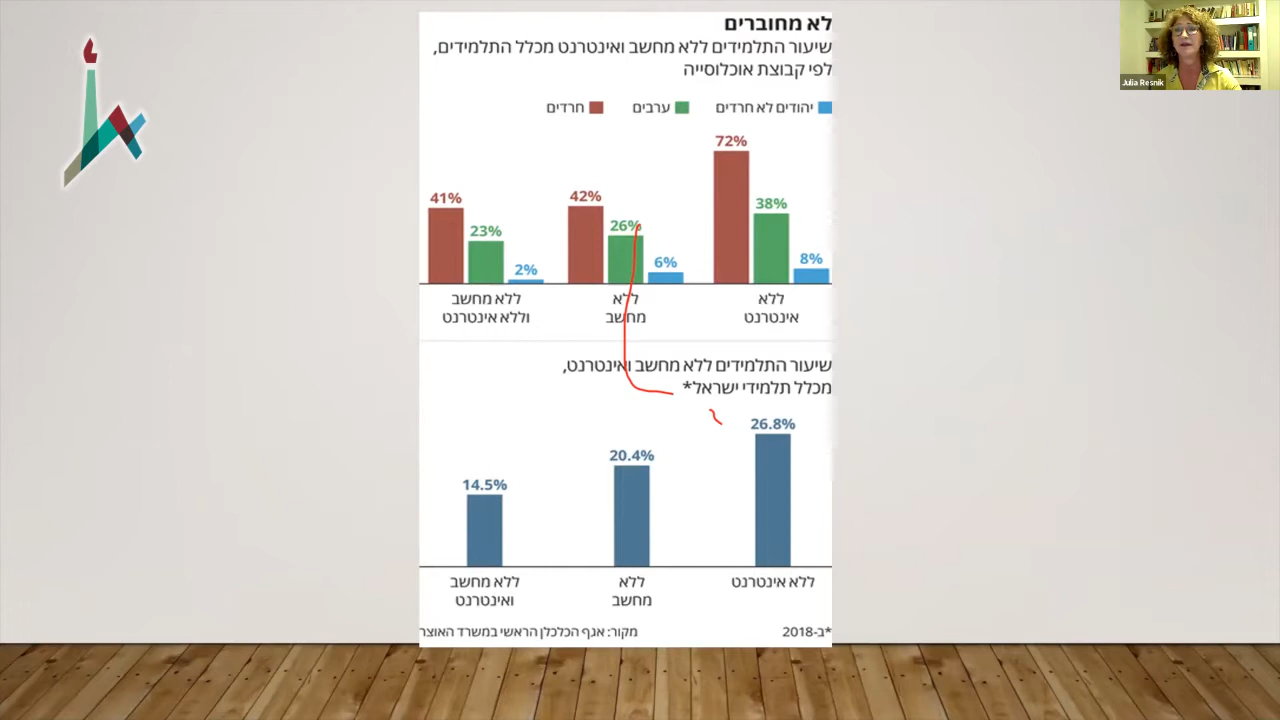 לא מחוברים
שיעור התלמידים ללא מחשב ואינטרנט מכלל התלמידים,
לפי קבוצת אוכלוסייה
יהודים לא חרדים ערבים חרדים
72% 38% 8%
42% 26% 6%
41% 23% 2%
ללא
אינטרנט
ללא
מחשב
ללא מחשב
וללא אינטרנט
שיעור התלמידים ללא מחשב ואינטרנט,
מכלל תלמידי ישראל*
26.8%
20.4%
14.5%
ללא אינטרנט
ללא
מחשב
ללא מחשב
ואינטרנט
*ב-2018
מקור: אגף הכלכלן הראשי במשרד האוצר
Julia Resnik